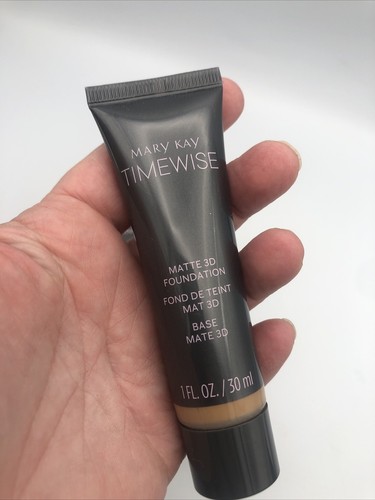 MARY KAY
TIMEWISE
MATTE 3D
FOUNDATION
FOND DE TEINT
MAT 3D
BASE
MATE 3D
1 FL. OZ. / 30 ml